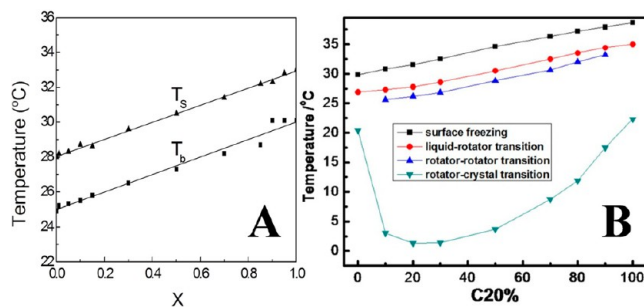 36
34
32
30
28
26
24
22
Temperature (°C)
Ts
Tb
A
0.0 0.2 0.4 0.6 0.8 1.0
X
B
35
30
25
20
15
10
5
0
Temperature /°C
surface freezing
liquid-rotator transition
rotator-rotator transition
rotator-crystal transition
B
0 20 40 60 80 100
C20%